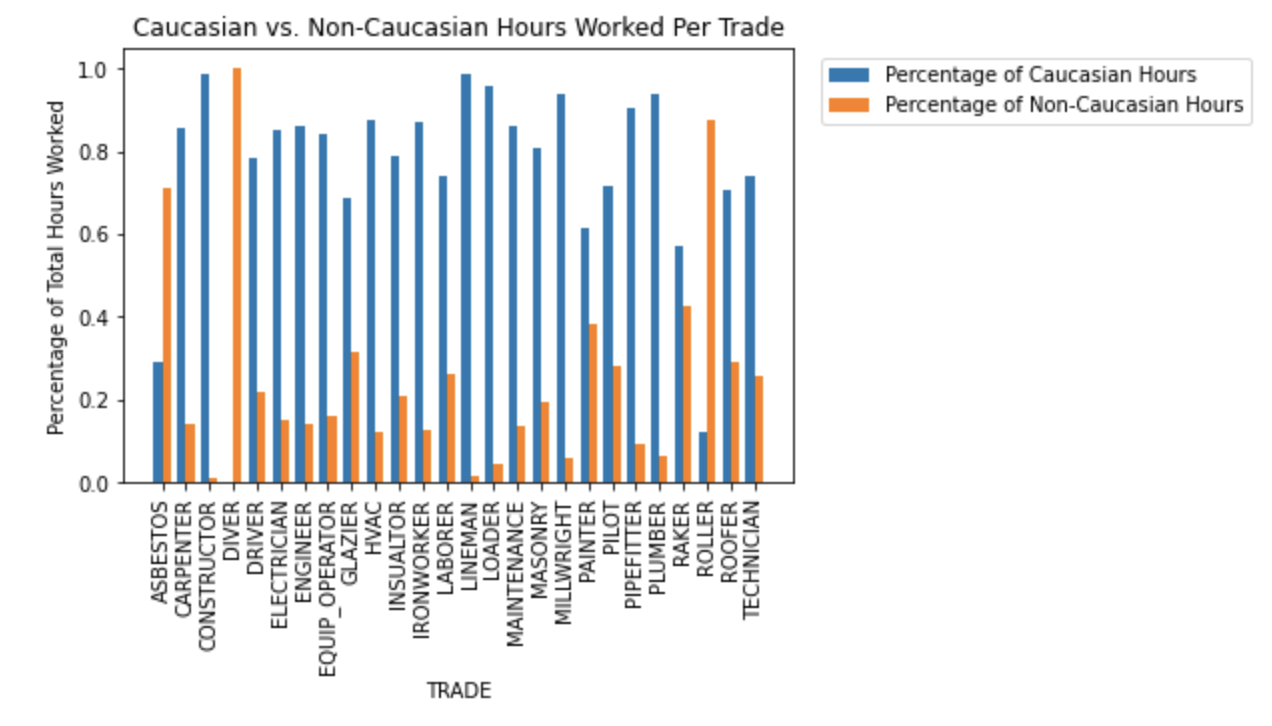 Caucasian vs. Non-Caucasian Hours Worked Per Trade
Percentage of Caucasian Hours
Percentage of Non-Caucasian Hours
Percentage of Total Hours Worked
1.0
0.8
0.6
0.4
0.2
0.0
ASBESTOS
CARPENTER
CONSTRUCTOR
DIVER
DRIVER
ELECTRICIAN
ENGINEER
EQUIP_OPERATOR
GLAZIER
HVAC
INSUALTOR
IRONWORKER
LABORER
LINEMAN
LOADER
MAINTENANCE
MASONRY
MILLWRIGHT
PAINTER
PILOT
PIPEFITTER
PLUMBER
RAKER
ROLLER
ROOFER
TECHNICIAN
TRADE